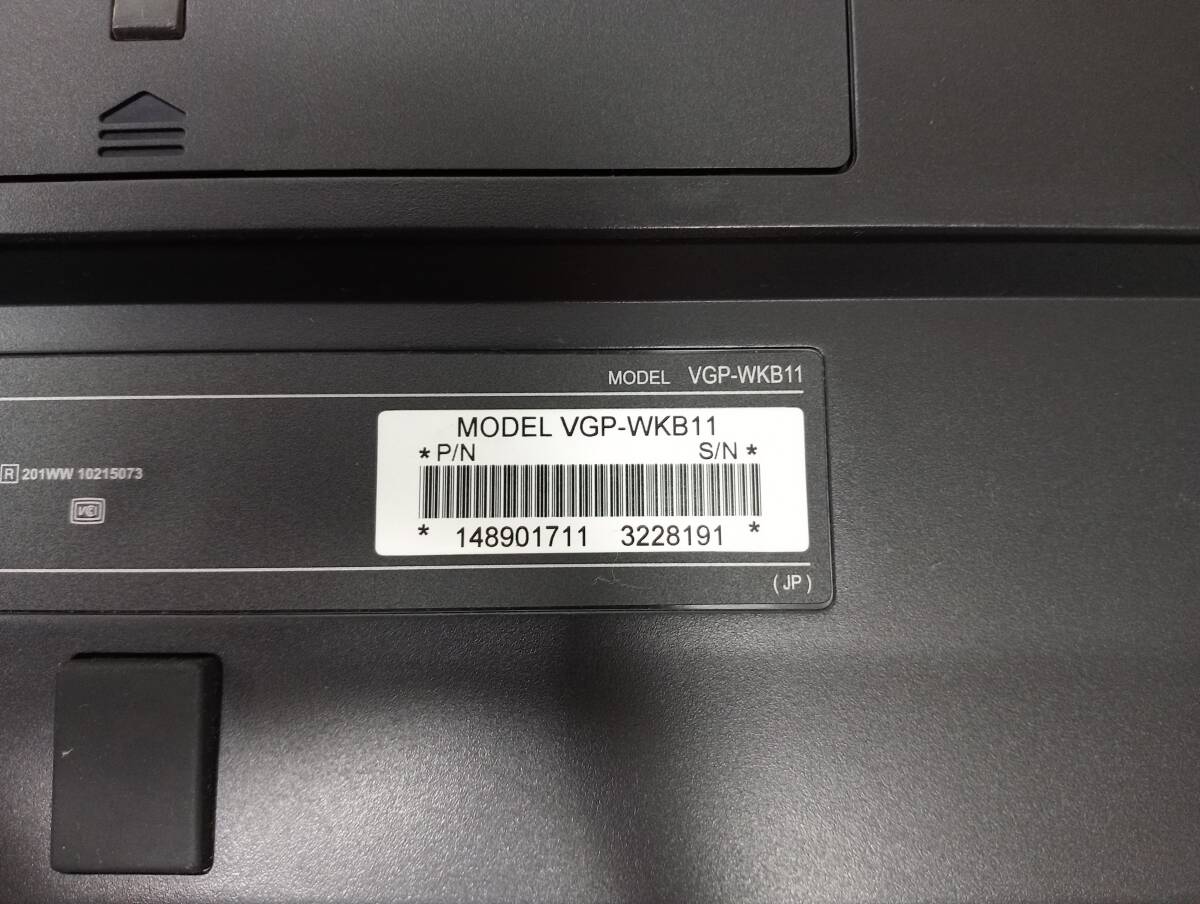 MODEL VGP-WKB11
MODEL VGP-WKB11
* P/N S/N *
* 148901711 3228191 *
R 201WW 10215073
VCI
( JP )